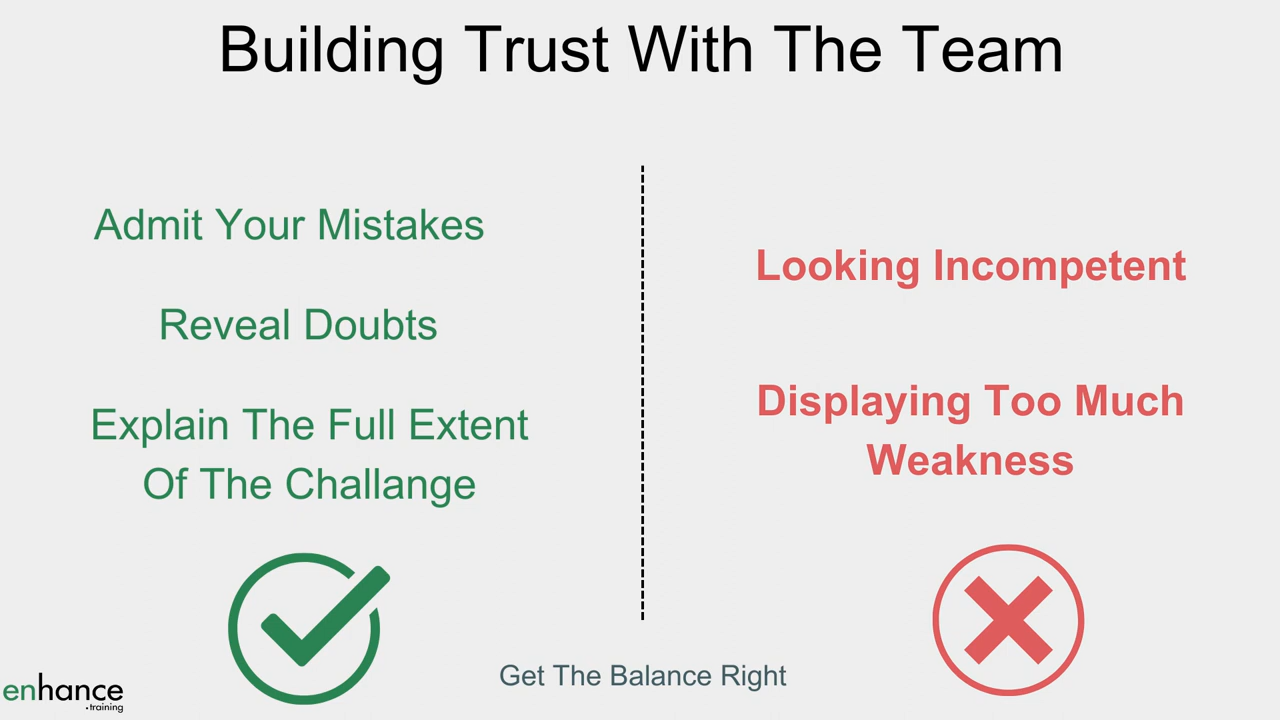 Building Trust With The Team
Admit Your Mistakes
Reveal Doubts
Explain The Full Extent
Of The Challange
Looking Incompetent
Displaying Too Much
Weakness
Get The Balance Right
enhance
.training